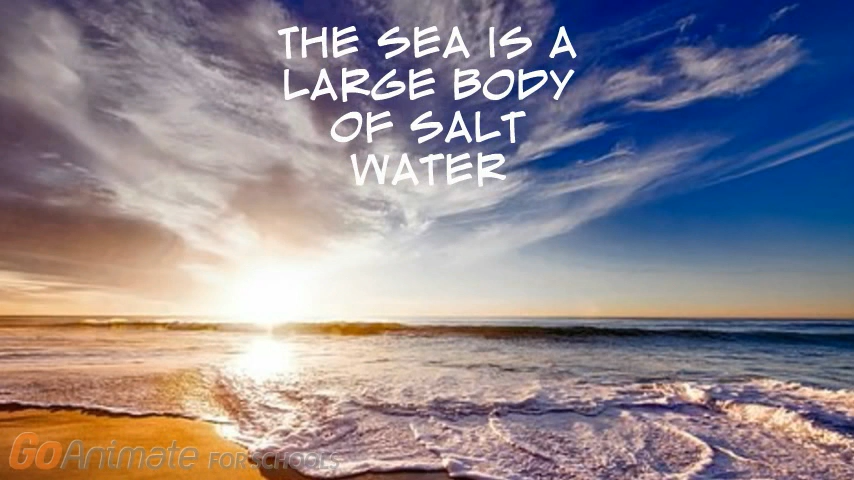 THE SEA IS A
LARGE BODY
OF SALT
WATER
GoAnimate FOR SCHOOLS